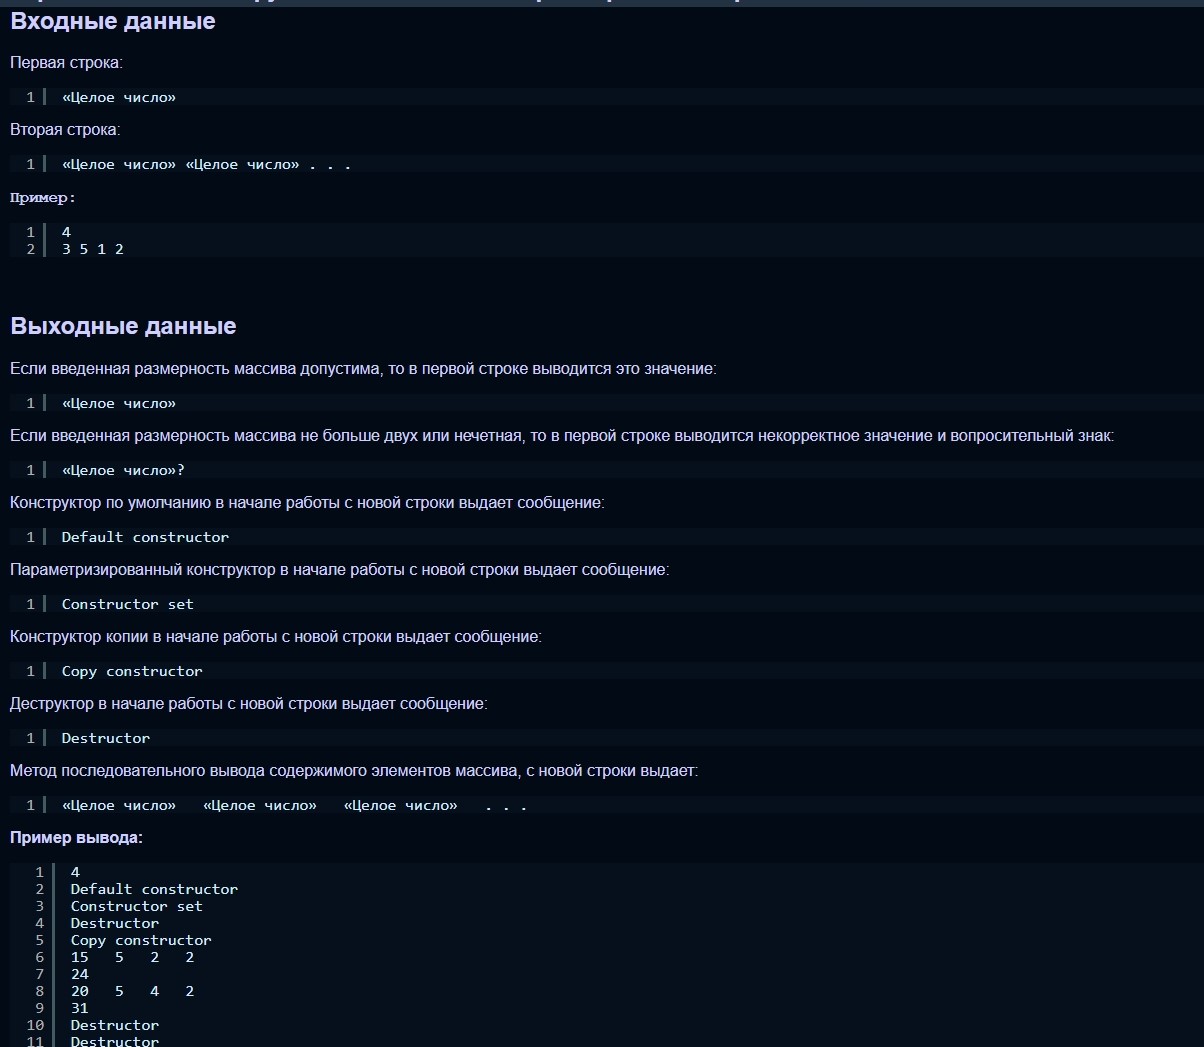 Входные данные
Первая строка:
1 «Целое число»
Вторая строка:
1 «Целое число» «Целое число» . . .
Пример:
1 4
2 3 5 1 2
Выходные данные
Если введенная размерность массива допустима, то в первой строке выводится это значение:
1 «Целое число»
Если введенная размерность массива не больше двух или нечетная, то в первой строке выводится некорректное значение и вопросительный знак:
1 «Целое число»?
Конструктор по умолчанию в начале работы с новой строки выдает сообщение:
1 Default constructor
Параметризированный конструктор в начале работы с новой строки выдает сообщение:
1 Constructor set
Конструктор копии в начале работы с новой строки выдает сообщение:
1 Copy constructor
Деструктор в начале работы с новой строки выдает сообщение:
1 Destructor
Метод последовательного вывода содержимого элементов массива, с новой строки выдает:
1 «Целое число»   «Целое число»   «Целое число»   . . .
Пример вывода:
1 4
2 Default constructor
3 Constructor set
4 Destructor
5 Copy constructor
6 15   5   2   2
7 24
8 20   5   4   2
9 31
10 Destructor
11 Destructor